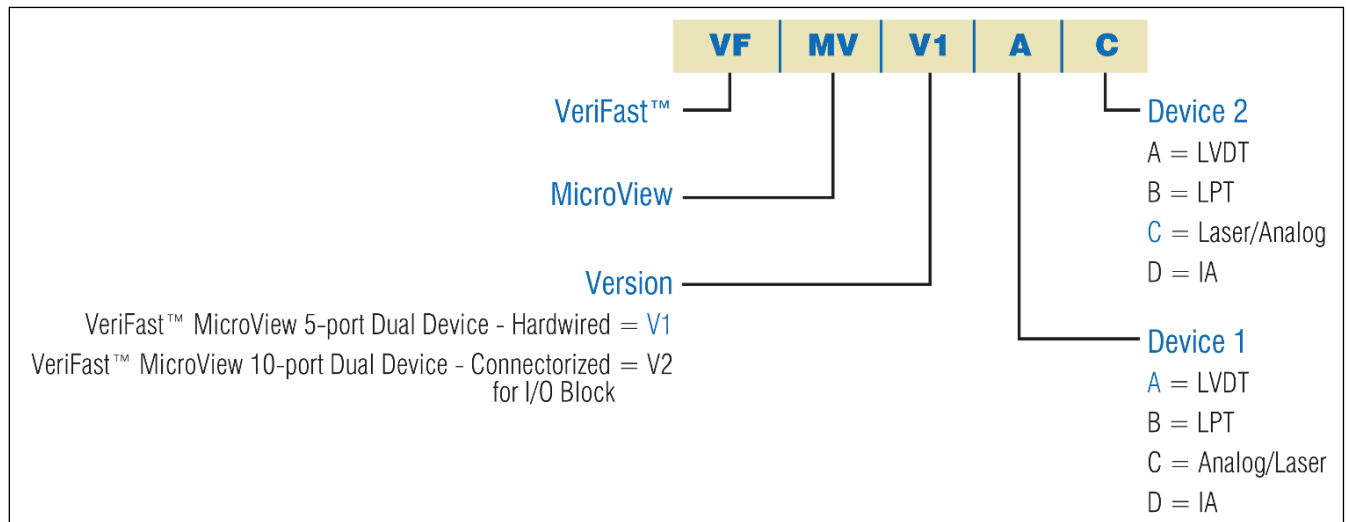 VF MV V1 A C
VeriFast™
MicroView
Version
VeriFast™ MicroView 5-port Dual Device - Hardwired = V1
VeriFast™ MicroView 10-port Dual Device - Connectorized = V2
for I/O Block
Device 2
A = LVDT
B = LPT
C = Laser/Analog
D = IA
Device 1
A = LVDT
B = LPT
C = Analog/Laser
D = IA